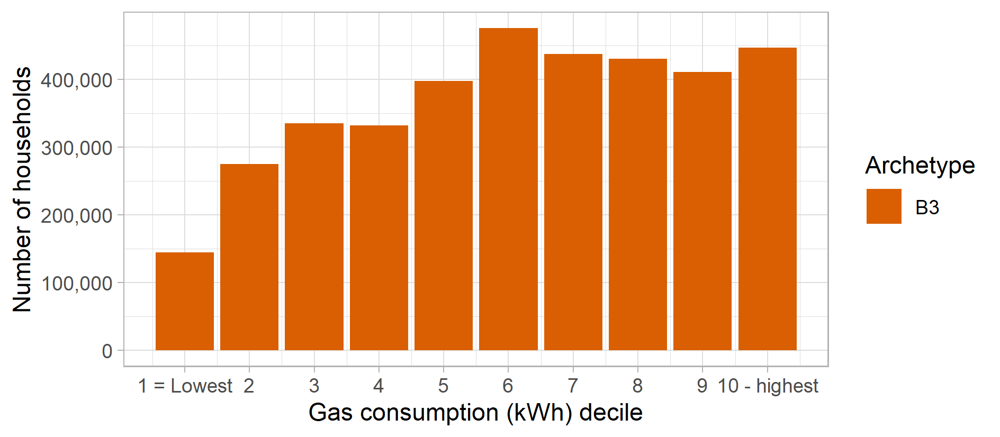 Number of households
400,000
300,000
200,000
100,000
0
1 = Lowest 2 3 4 5 6 7 8 9 10 - highest
Gas consumption (kWh) decile
Archetype
B3